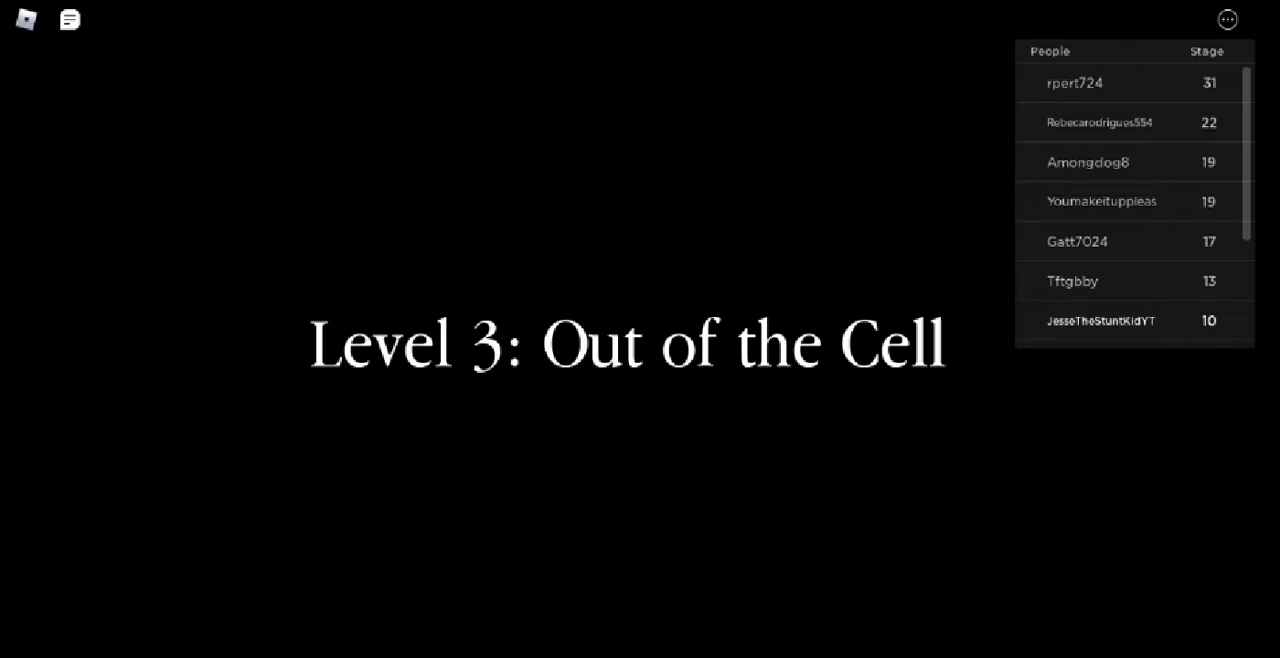 People Stage
rpert724 31
Rebecarodrigues554 22
Amongdog8 19
Youmakeituppleas 19
Gatt7024 17
Tftgbby 13
JesseTheStuntKidYT 10
Level 3: Out of the Cell